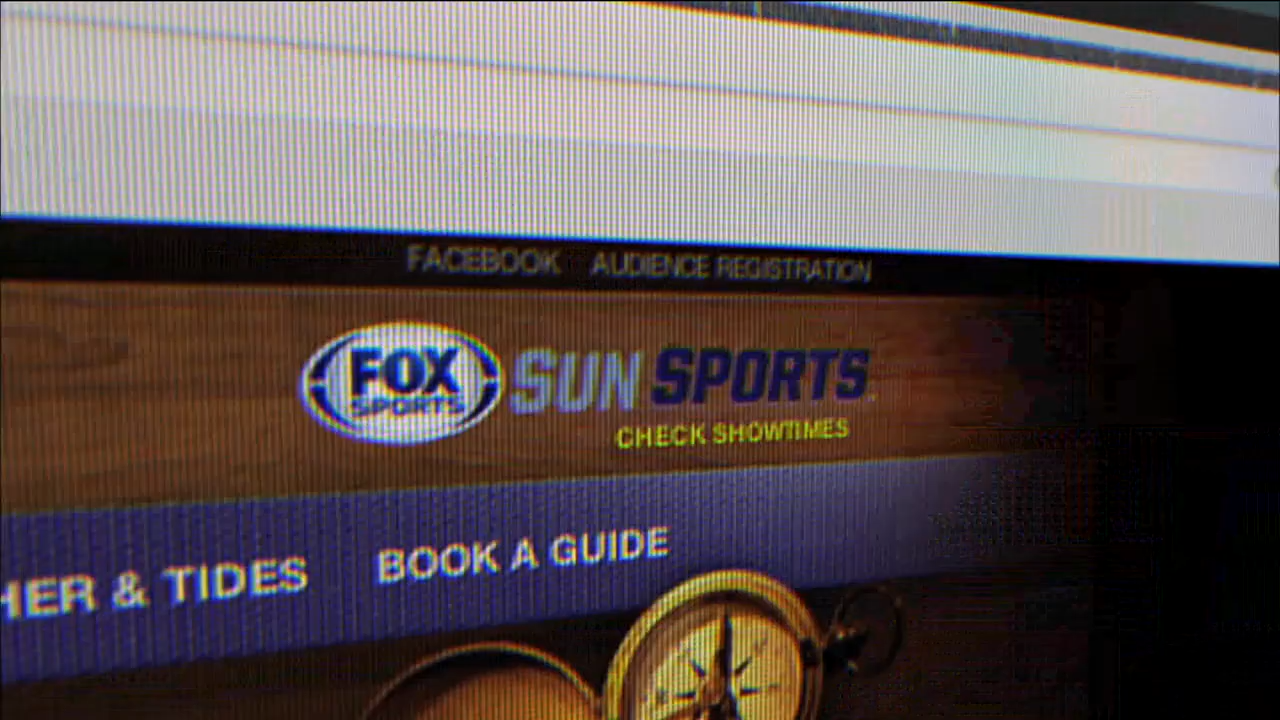 FACEBOOK AUDIENCE REGISTRATION
FOX
SPORTS
SUN SPORTS
CHECK SHOWTIMES
HER & TIDES BOOK A GUIDE